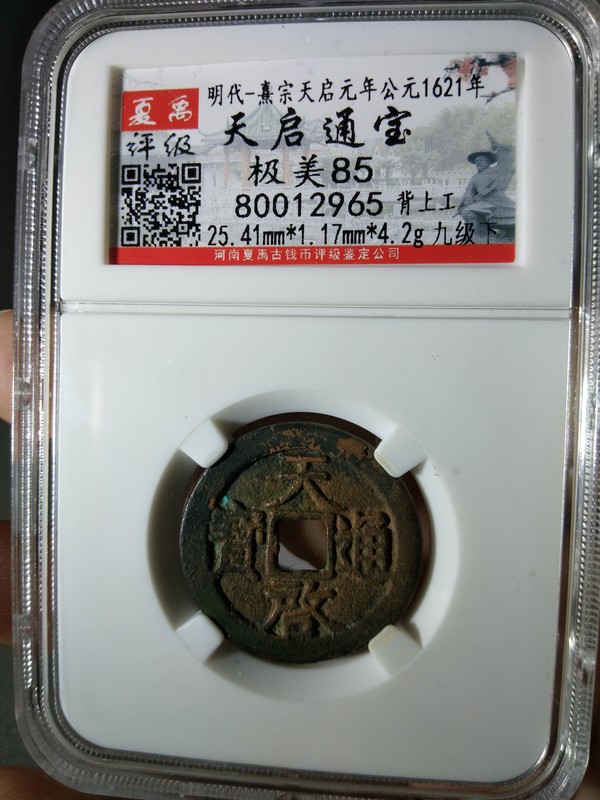 明代-熹宗天启元年公元1621年
夏禹
评级
天启通宝
极美85
80012965 背上工
25.41mm*1.17mm*4.2g 九级下
河南夏禹古钱币评级鉴定公司
天啟通寶